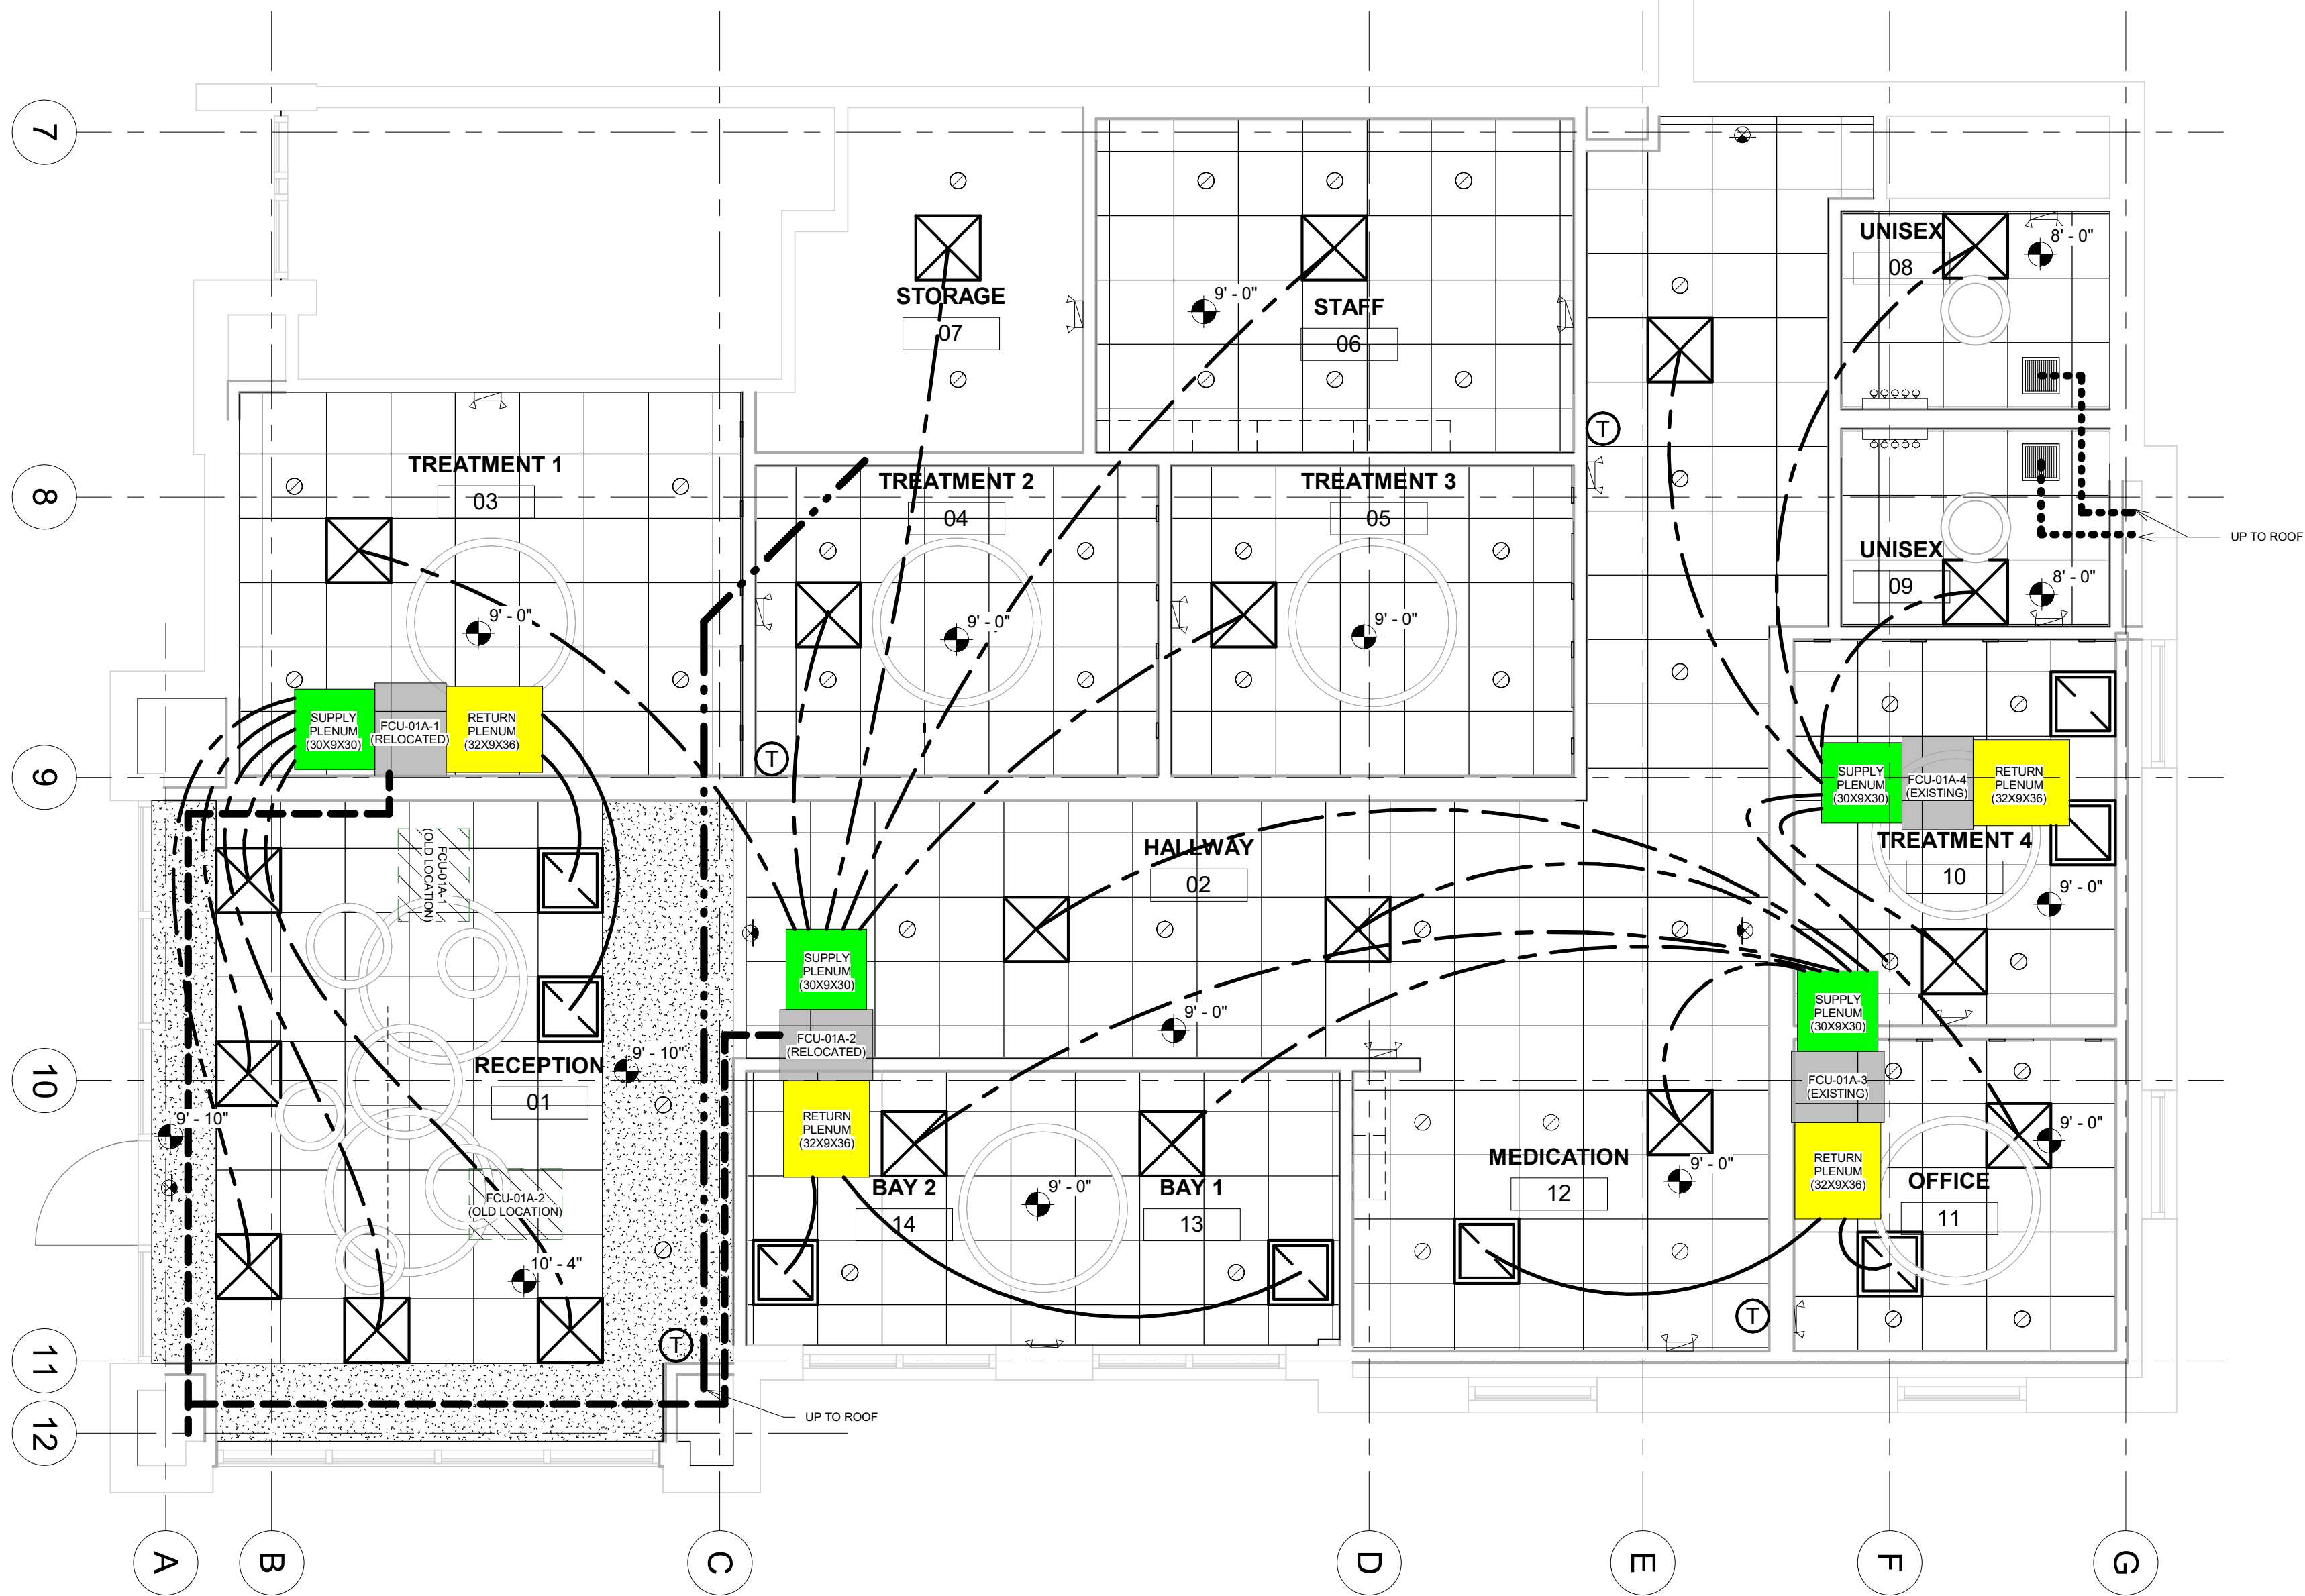 7
8
9
10
11
12
A
B
C
D
E
F
G
STORAGE
07
9' - 0"
STAFF
06
UNISEX
08
8' - 0"
T
TREATMENT 1
03
9' - 0"
TREATMENT 2
04
9' - 0"
TREATMENT 3
05
9' - 0"
UNISEX
09
8' - 0"
UP TO ROOF
SUPPLY
PLENUM
(30X9X30)
FCU-01A-1
(RELOCATED)
RETURN
PLENUM
(32X9X36)
T
SUPPLY
PLENUM
(30X9X30)
FCU-01A-4
(EXISTING)
RETURN
PLENUM
(32X9X36)
TREATMENT 4
10
9' - 0"
FCU-01A-1
(OLD LOCATION)
HALLWAY
02
9' - 0"
SUPPLY
PLENUM
(30X9X30)
FCU-01A-2
(RELOCATED)
RETURN
PLENUM
(32X9X36)
SUPPLY
PLENUM
(30X9X30)
FCU-01A-3
(EXISTING)
RETURN
PLENUM
(32X9X36)
RECEPTION
01
9' - 10"
9' - 10"
FCU-01A-2
(OLD LOCATION)
10' - 4"
T
BAY 2
14
9' - 0"
BAY 1
13
MEDICATION
12
9' - 0"
T
OFFICE
11
9' - 0"
UP TO ROOF